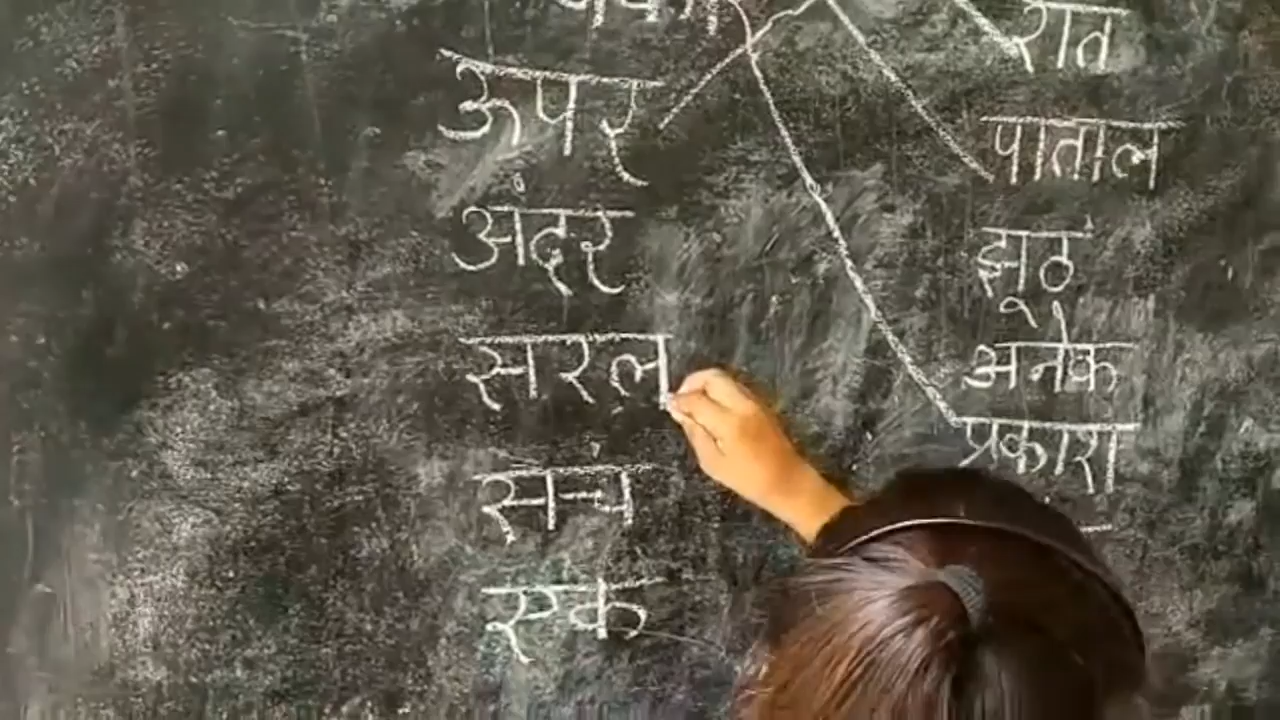 रात
ऊपर
पाताल
अंदर
झूठ
सरल
अनेक
प्रकाश
सच
एक